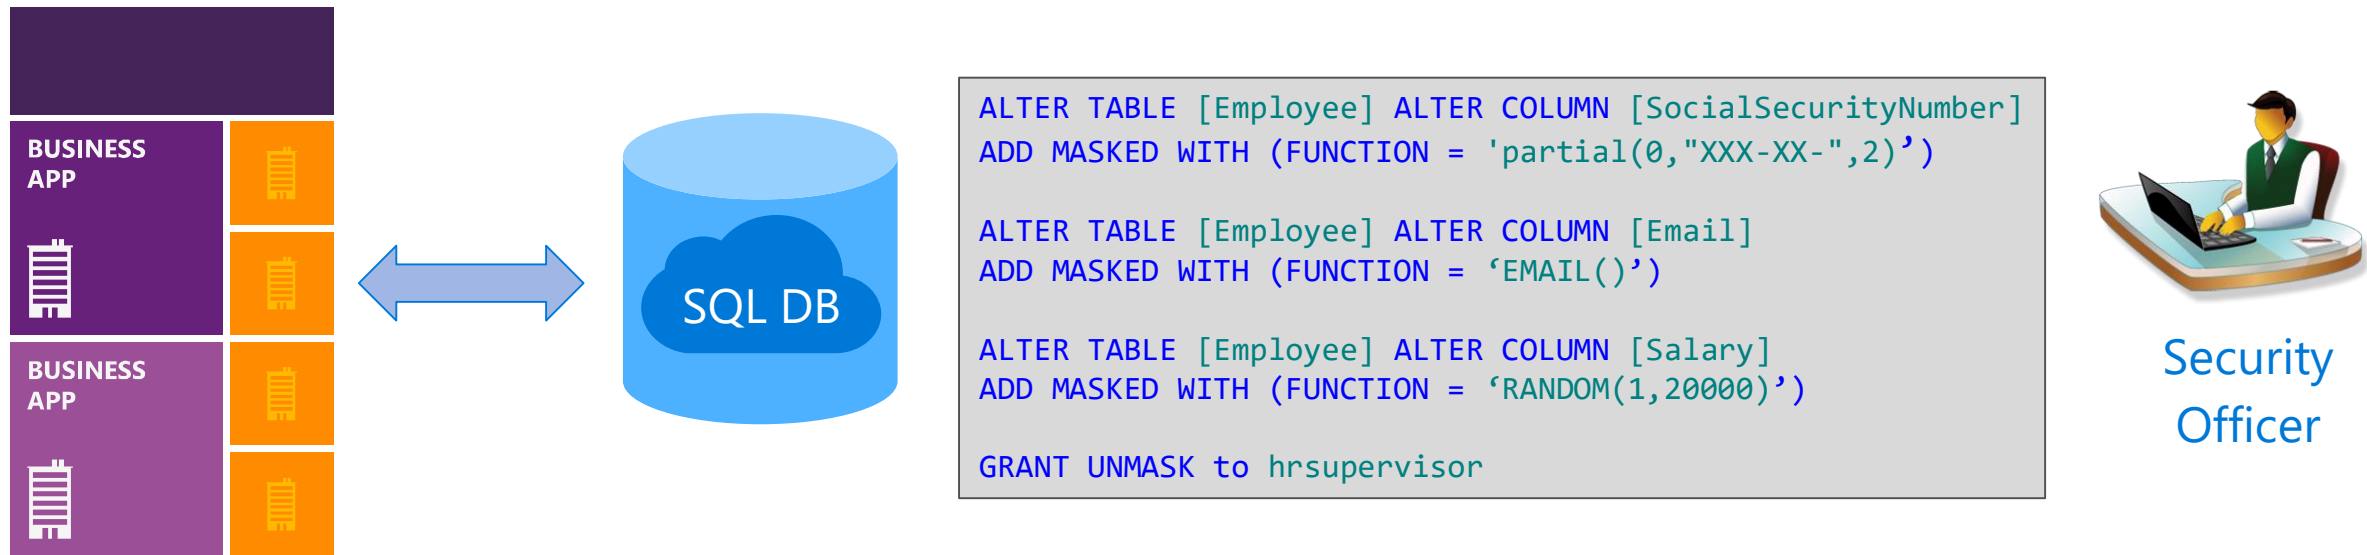 BUSINESS
APP
BUSINESS
APP
SQL DB
ALTER TABLE [Employee] ALTER COLUMN [SocialSecurityNumber]
ADD MASKED WITH (FUNCTION = 'partial(0,"XXX-XX-",2)’)
ALTER TABLE [Employee] ALTER COLUMN [Email]
ADD MASKED WITH (FUNCTION = ‘EMAIL()’)
ALTER TABLE [Employee] ALTER COLUMN [Salary]
ADD MASKED WITH (FUNCTION = ‘RANDOM(1,20000)’)
GRANT UNMASK to hrsupervisor
Security
Officer